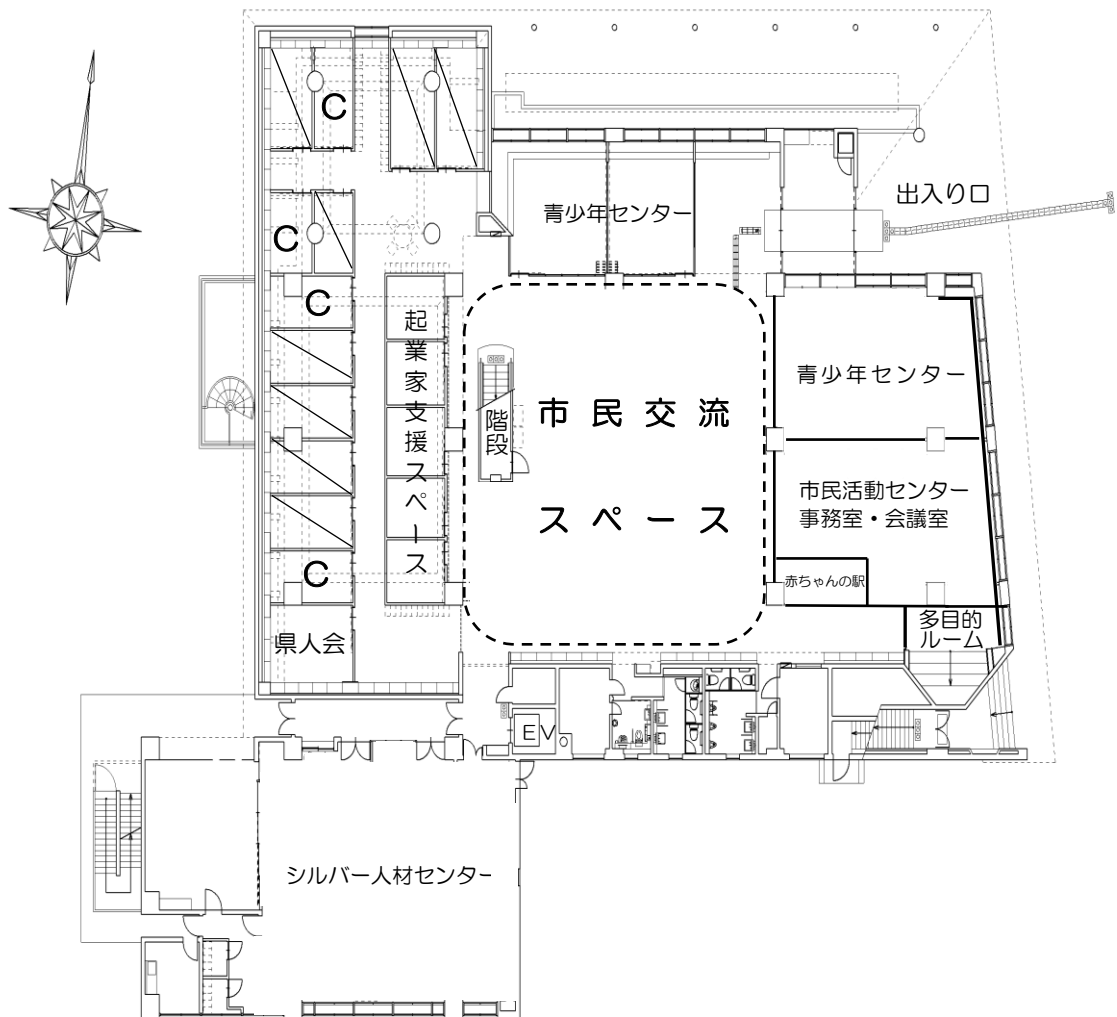 C
出入り口
青少年センター
C
C
起業家支援スペース
青少年センター
市民交流
階段
市民活動センター
事務室・会議室
スペース
C
赤ちゃんの駅
県人会
多目的
ルーム
EV
シルバー人材センター